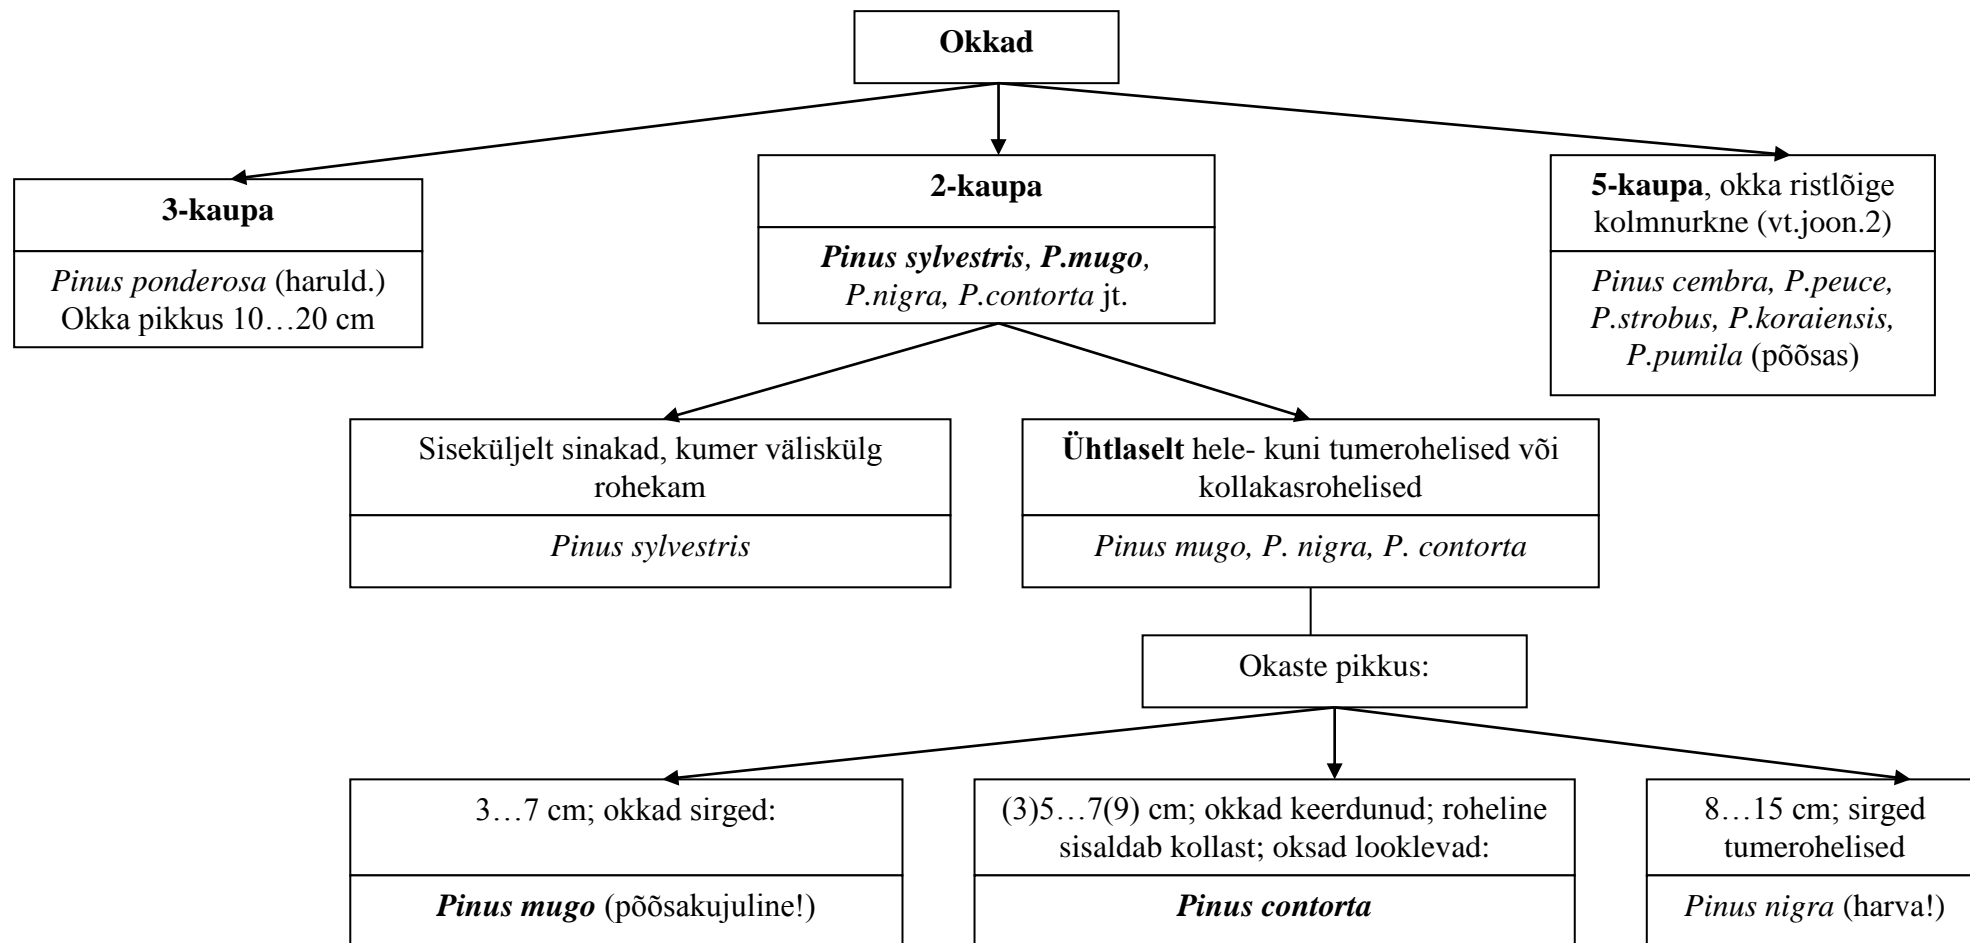 Okkad
3-kaupa
Pinus ponderosa (haruld.)
Okka pikkus 10…20 cm
2-kaupa
Pinus sylvestris, P.mugo,
P.nigra, P.contorta jt.
5-kaupa, okka ristlõige
kolmnurkne (vt.joon.2)
Pinus cembra, P.peuce,
P.strobus, P.koraiensis,
P.pumila (põõsas)
Siseküljelt sinakad, kumer väliskülg
rohekam
Pinus sylvestris
Ühtlaselt hele- kuni tumerohelised või
kollakasrohelised
Pinus mugo, P. nigra, P. contorta
Okaste pikkus:
3…7 cm; okkad sirged:
Pinus mugo (põõsakujuline!)
(3)5…7(9) cm; okkad keerdunud; roheline
sisaldab kollast; oksad looklevad:
Pinus contorta
8…15 cm; sirged
tumerohelised
Pinus nigra (harva!)